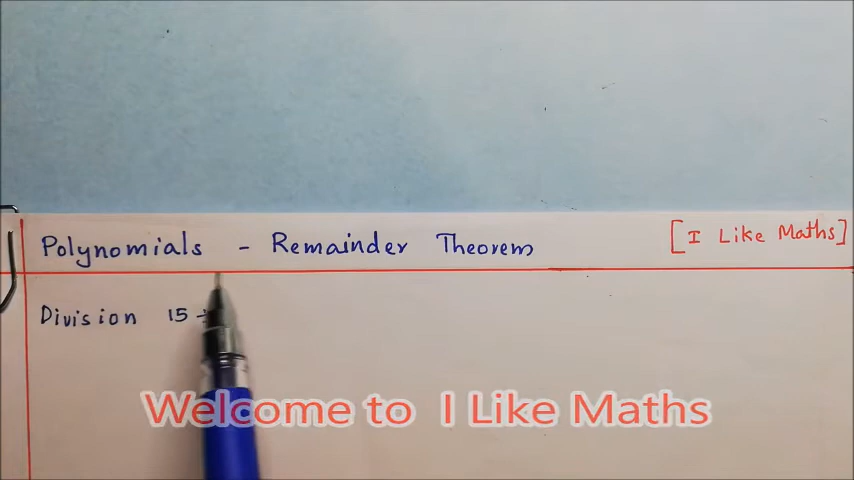 Polynomials - Remainder Theorem [I Like Maths]
Division 15 ÷
Welcome to I Like Maths